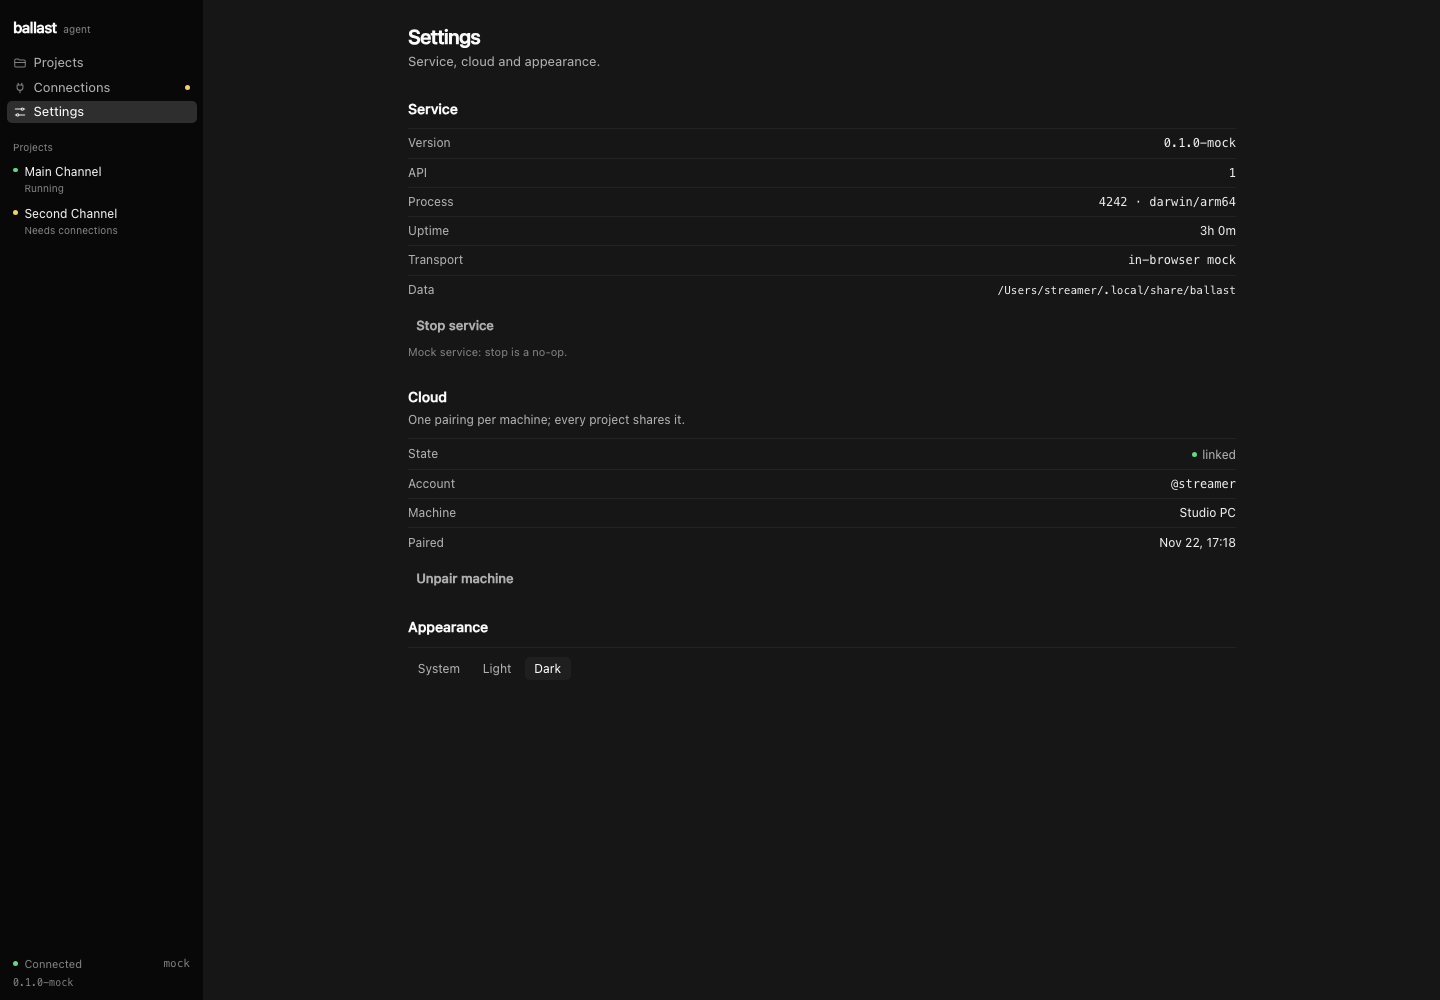 ballast agent
Projects
Connections
Settings
Projects
Main Channel
Running
Second Channel
Needs connections
Connected mock
0.1.0-mock
Settings
Service, cloud and appearance.
Service
Version 0.1.0-mock
API 1
Process 4242 · darwin/arm64
Uptime 3h 0m
Transport in-browser mock
Data /Users/streamer/.local/share/ballast
Stop service
Mock service: stop is a no-op.
Cloud
One pairing per machine; every project shares it.
State linked
Account @streamer
Machine Studio PC
Paired Nov 22, 17:18
Unpair machine
Appearance
System Light Dark